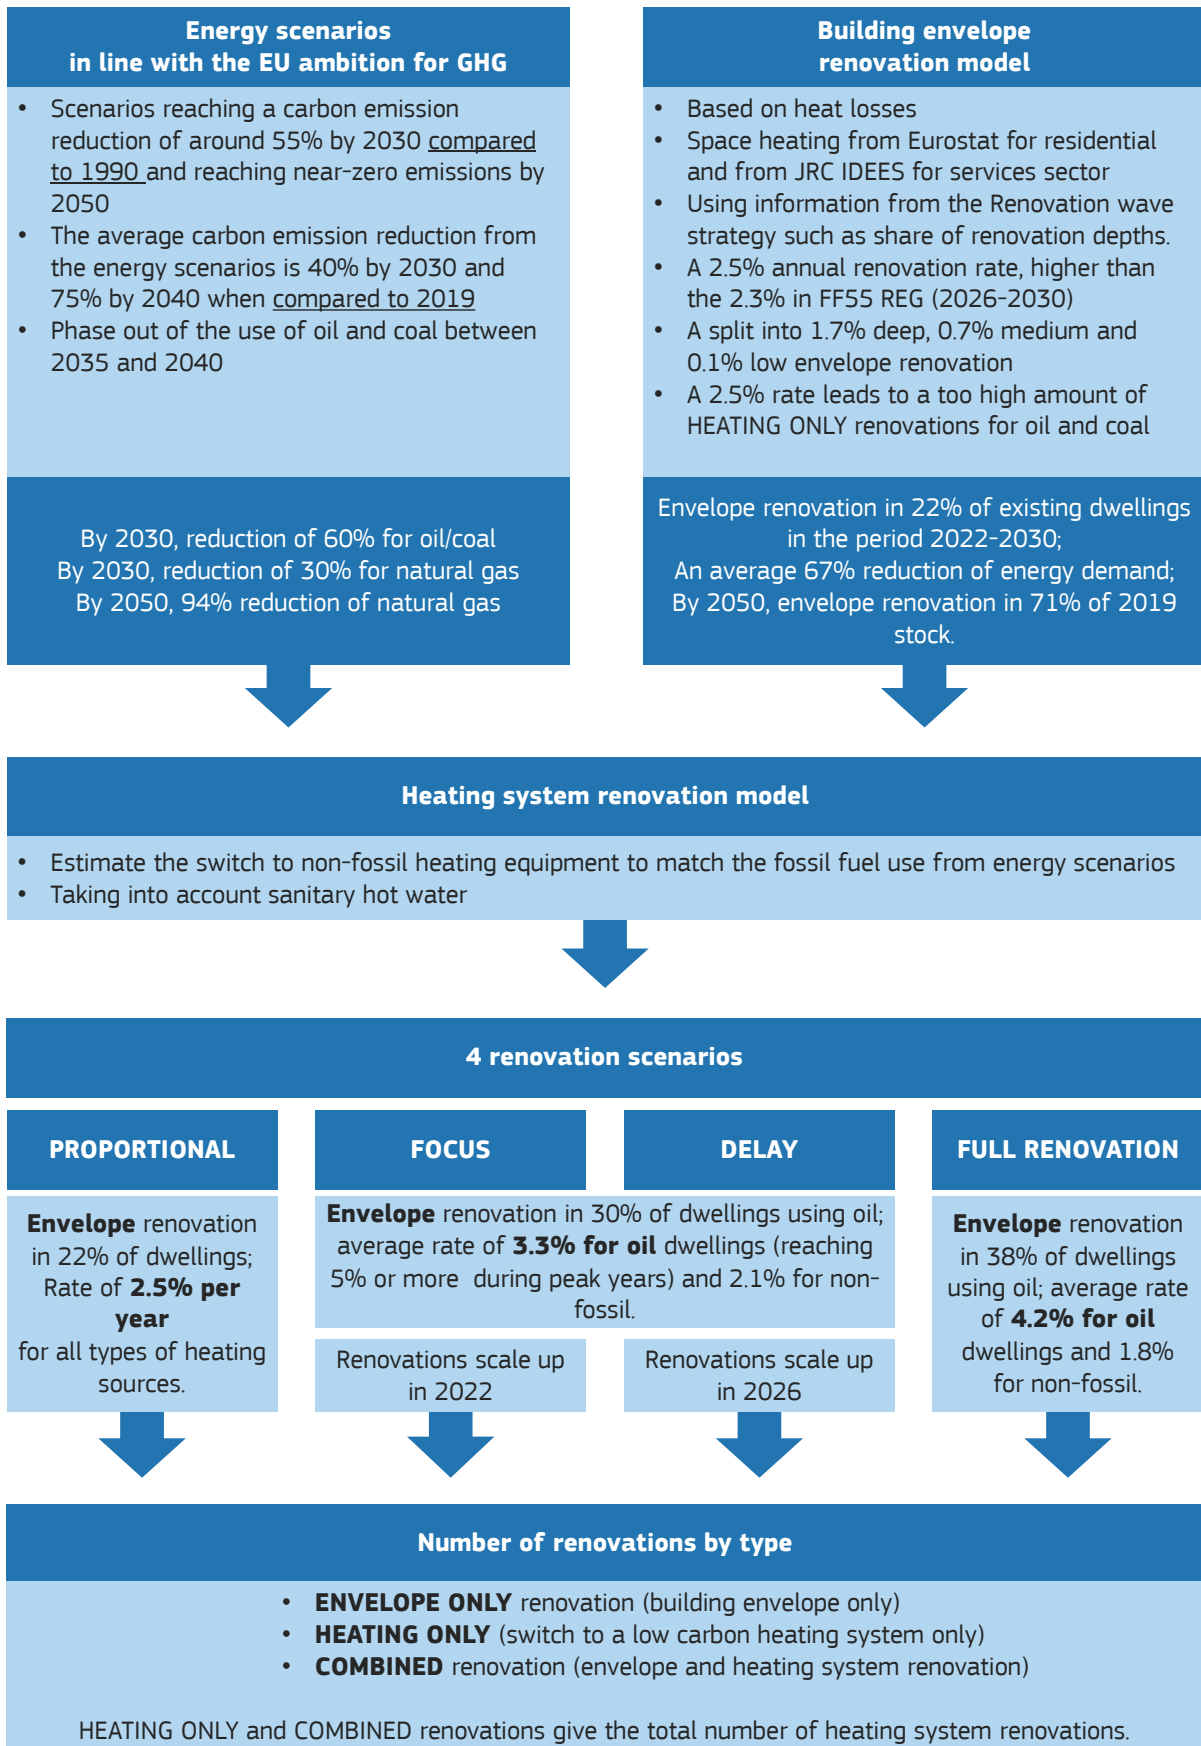 Energy scenarios
in line with the EU ambition for GHG
• Scenarios reaching a carbon emission
reduction of around 55% by 2030 compared
to 1990 and reaching near-zero emissions by
2050
• The average carbon emission reduction from
the energy scenarios is 40% by 2030 and
75% by 2040 when compared to 2019
• Phase out of the use of oil and coal between
2035 and 2040
By 2030, reduction of 60% for oil/coal
By 2030, reduction of 30% for natural gas
By 2050, 94% reduction of natural gas
Building envelope
renovation model
• Based on heat losses
• Space heating from Eurostat for residential
and from JRC IDEES for services sector
• Using information from the Renovation wave
strategy such as share of renovation depths.
• A 2.5% annual renovation rate, higher than
the 2.3% in FF55 REG (2026-2030)
• A split into 1.7% deep, 0.7% medium and
0.1% low envelope renovation
• A 2.5% rate leads to a too high amount of
HEATING ONLY renovations for oil and coal
Envelope renovation in 22% of existing dwellings
in the period 2022-2030;
An average 67% reduction of energy demand;
By 2050, envelope renovation in 71% of 2019
stock.
Heating system renovation model
• Estimate the switch to non-fossil heating equipment to match the fossil fuel use from energy scenarios
• Taking into account sanitary hot water
4 renovation scenarios
PROPORTIONAL
Envelope renovation
in 22% of dwellings;
Rate of 2.5% per
year
for all types of heating
sources.
FOCUS
DELAY
Envelope renovation in 30% of dwellings using oil;
average rate of 3.3% for oil dwellings (reaching
5% or more during peak years) and 2.1% for non-
fossil.
Renovations scale up
in 2022
Renovations scale up
in 2026
FULL RENOVATION
Envelope renovation
in 38% of dwellings
using oil; average rate
of 4.2% for oil
dwellings and 1.8%
for non-fossil.
Number of renovations by type
• ENVELOPE ONLY renovation (building envelope only)
• HEATING ONLY (switch to a low carbon heating system only)
• COMBINED renovation (envelope and heating system renovation)
HEATING ONLY and COMBINED renovations give the total number of heating system renovations.